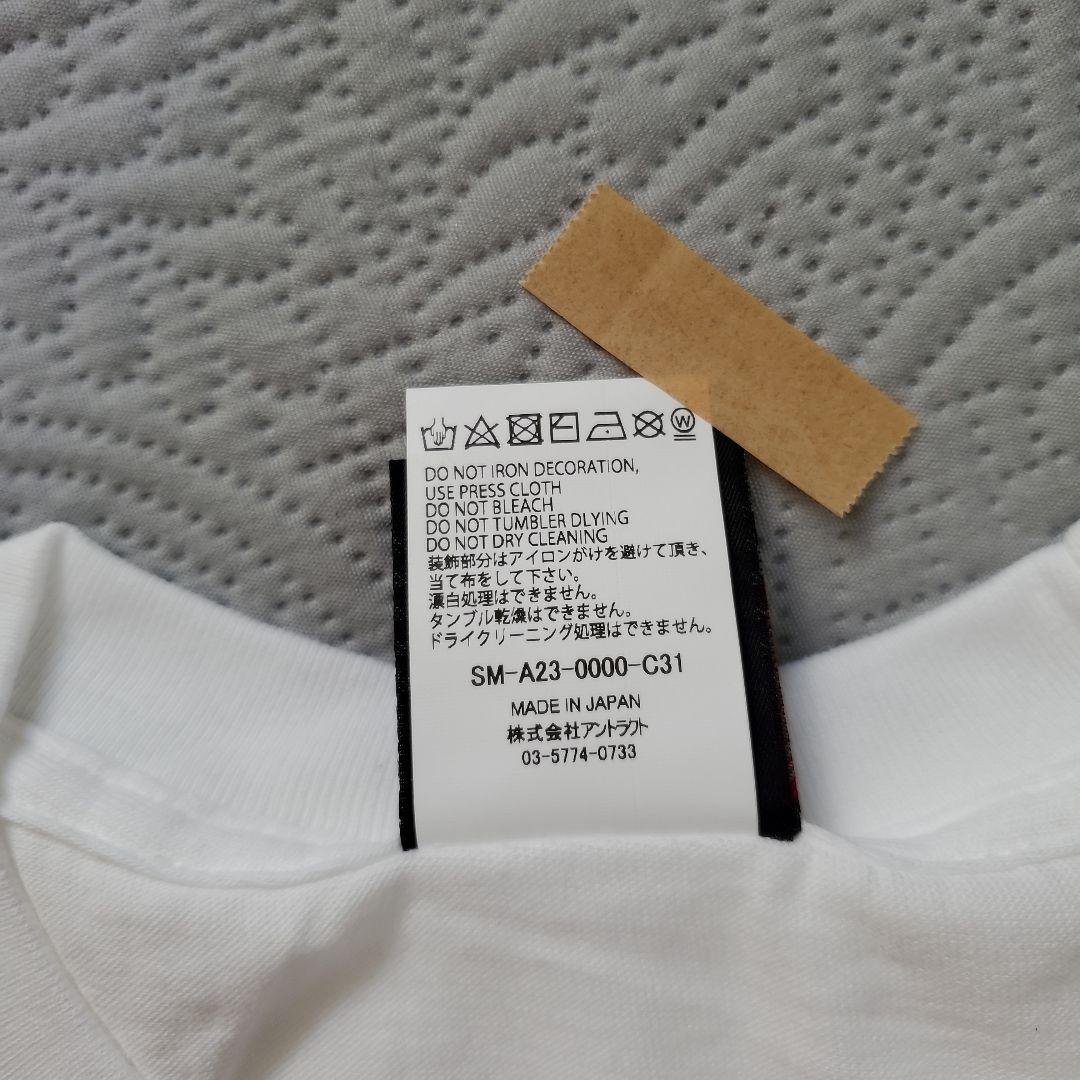 W
DO NOT IRON DECORATION,
USE PRESS CLOTH
DO NOT BLEACH
DO NOT TUMBLER DLYING
DO NOT DRY CLEANING
装飾部分はアイロンがけを避けて頂き、
当て布をして下さい。
漂白処理はできません。
タンブル乾燥はできません。
ドライクリーニング処理はできません。
SM-A23-0000-C31
MADE IN JAPAN
株式会社アントラクト
03-5774-0733